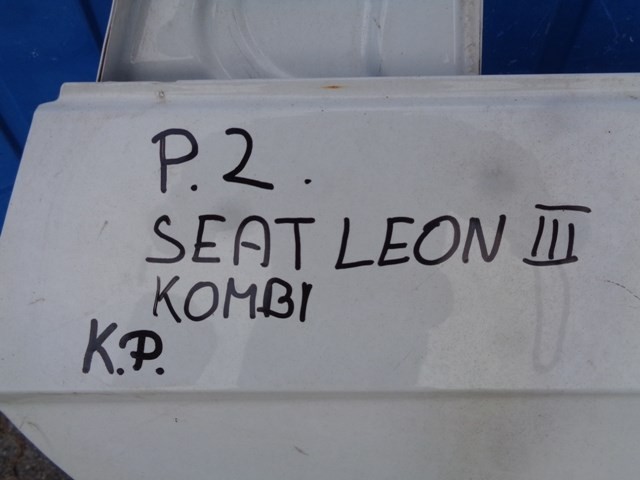 P. 2.
SEAT LEON III
KOMBI
K.P.